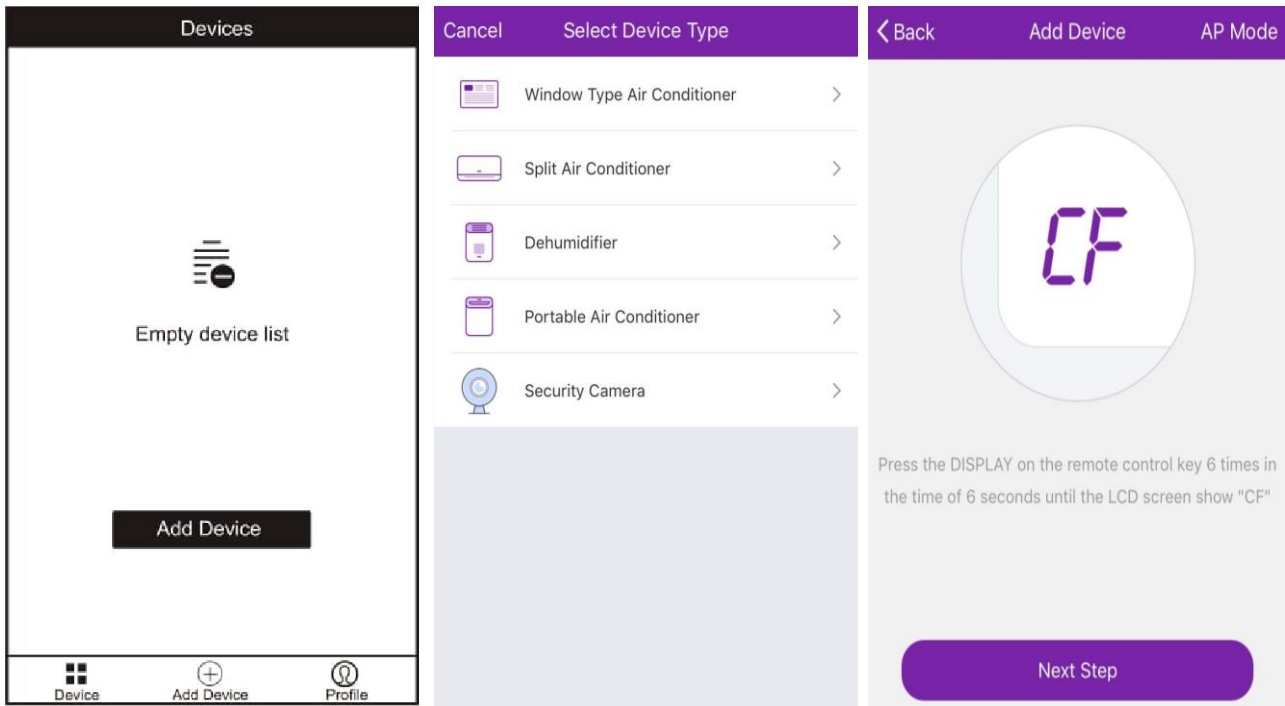 Devices
Empty device list
Add Device
Device
Add Device
Profile
Cancel
Select Device Type
Window Type Air Conditioner
Split Air Conditioner
Dehumidifier
Portable Air Conditioner
Security Camera
Back
Add Device
AP Mode
CF
Press the DISPLAY on the remote control key 6 times in
the time of 6 seconds until the LCD screen show "CF"
Next Step